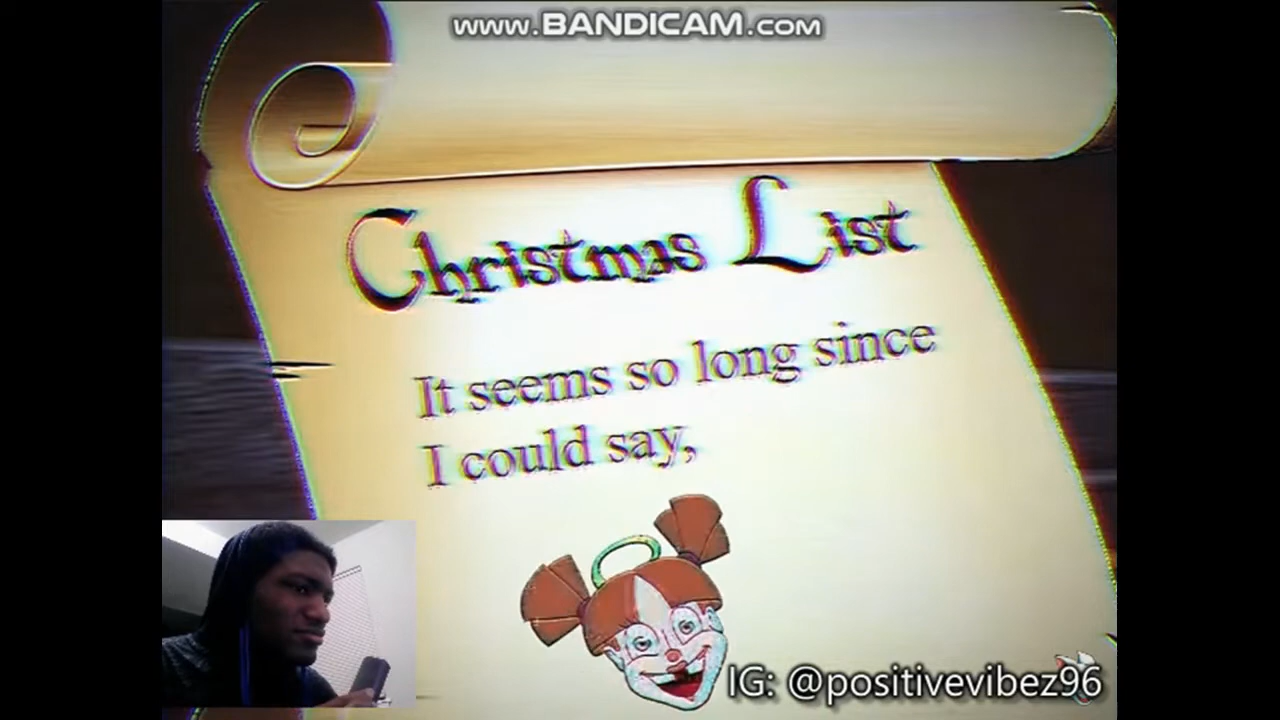 www.BANDICAM.com
Christmas List
It seems so long since
I could say,
IG: @positivevibez96